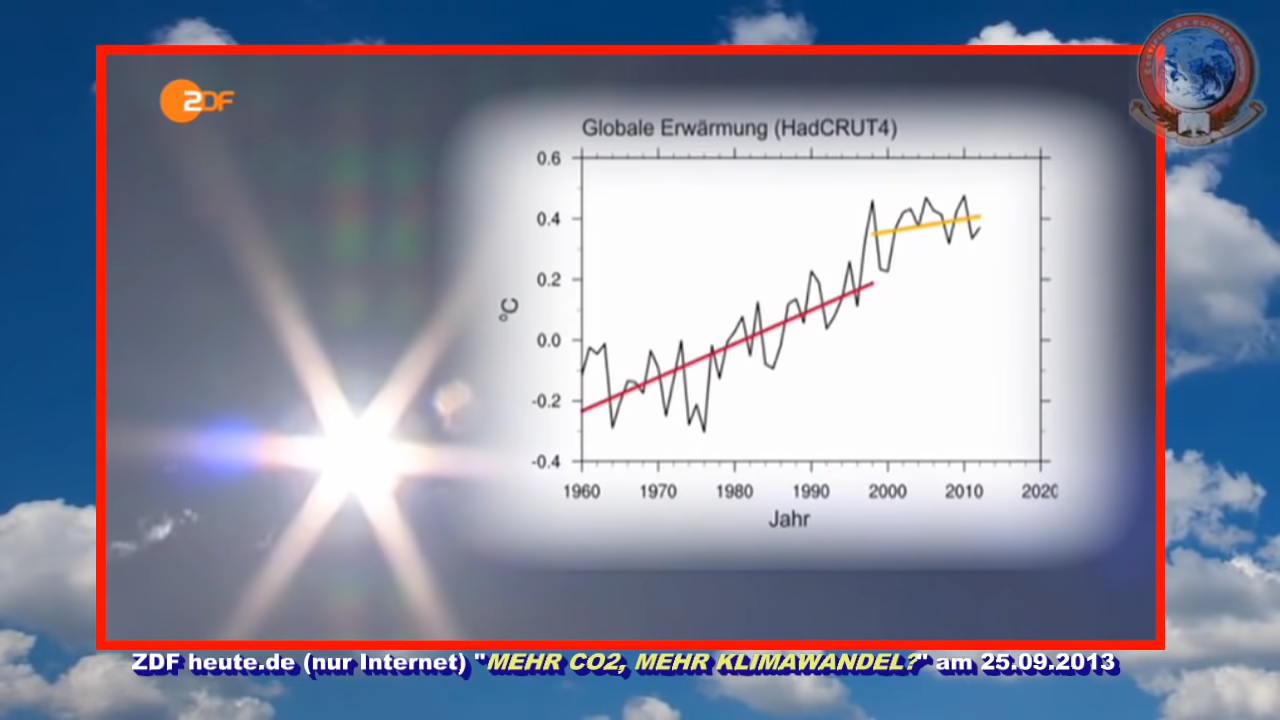 ZDF
Globale Erwärmung (HadCRUT4)
0.6
0.4
0.2
0.0
-0.2
-0.4
°C
1960 1970 1980 1990 2000 2010 2020
Jahr
ZDF heute.de (nur Internet) "MEHR CO2, MEHR KLIMAWANDEL?" am 25.09.2013